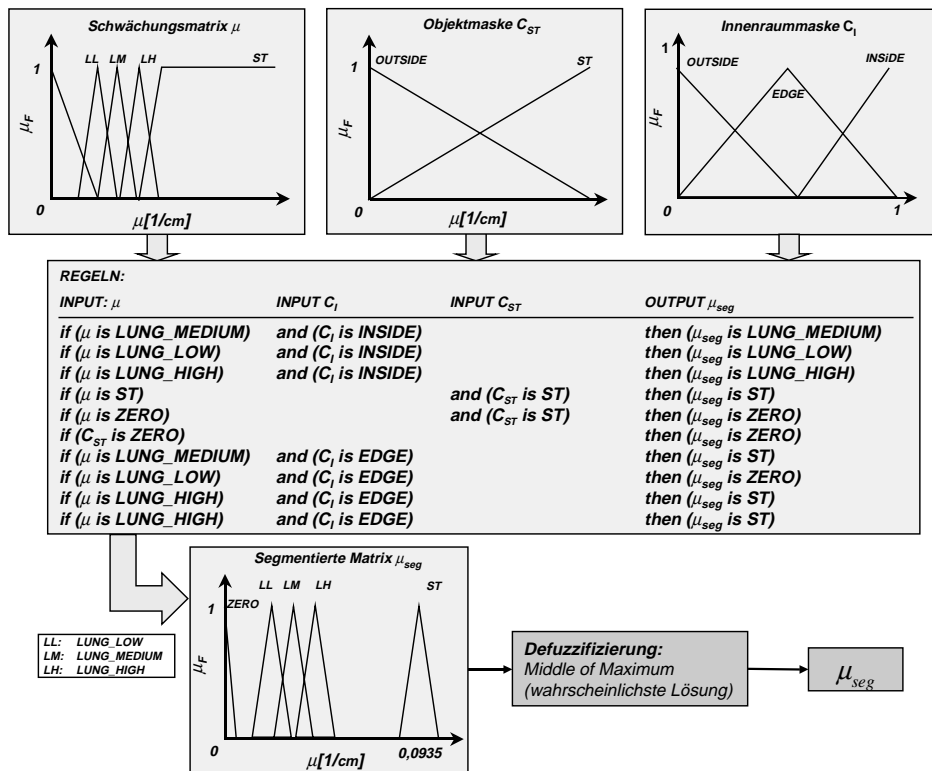 Schwächungsmatrix μ
LL LM LH ST
1
μF
0
μ[1/cm]
Objektmaske CST
OUTSIDE
ST
1
μF
0
μ[1/cm]
Innenraummaske CI
1
OUTSIDE
INSiDE
EDGE
μF
0
1
REGELN:
INPUT: μ INPUT CI INPUT CST OUTPUT μseg
if (μ is LUNG_MEDIUM) and (CI is INSIDE) then (μseg is LUNG_MEDIUM)
if (μ is LUNG_LOW) and (CI is INSIDE) then (μseg is LUNG_LOW)
if (μ is LUNG_HIGH) and (CI is INSIDE) then (μseg is LUNG_HIGH)
if (μ is ST) and (CST is ST) then (μseg is ST)
if (μ is ZERO) and (CST is ST) then (μseg is ZERO)
if (CST is ZERO) then (μseg is ZERO)
if (μ is LUNG_MEDIUM) and (CI is EDGE) then (μseg is ST)
if (μ is LUNG_LOW) and (CI is EDGE) then (μseg is ZERO)
if (μ is LUNG_HIGH) and (CI is EDGE) then (μseg is ST)
if (μ is LUNG_HIGH) and (CI is EDGE) then (μseg is ST)
Segmentierte Matrix μseg
LL LM LH ST
1 ZERO
μF
0
μ[1/cm]
0,0935
LL: LUNG_LOW
LM: LUNG_MEDIUM
LH: LUNG_HIGH
Defuzzifizierung:
Middle of Maximum
(wahrscheinlichste Lösung)
μseg